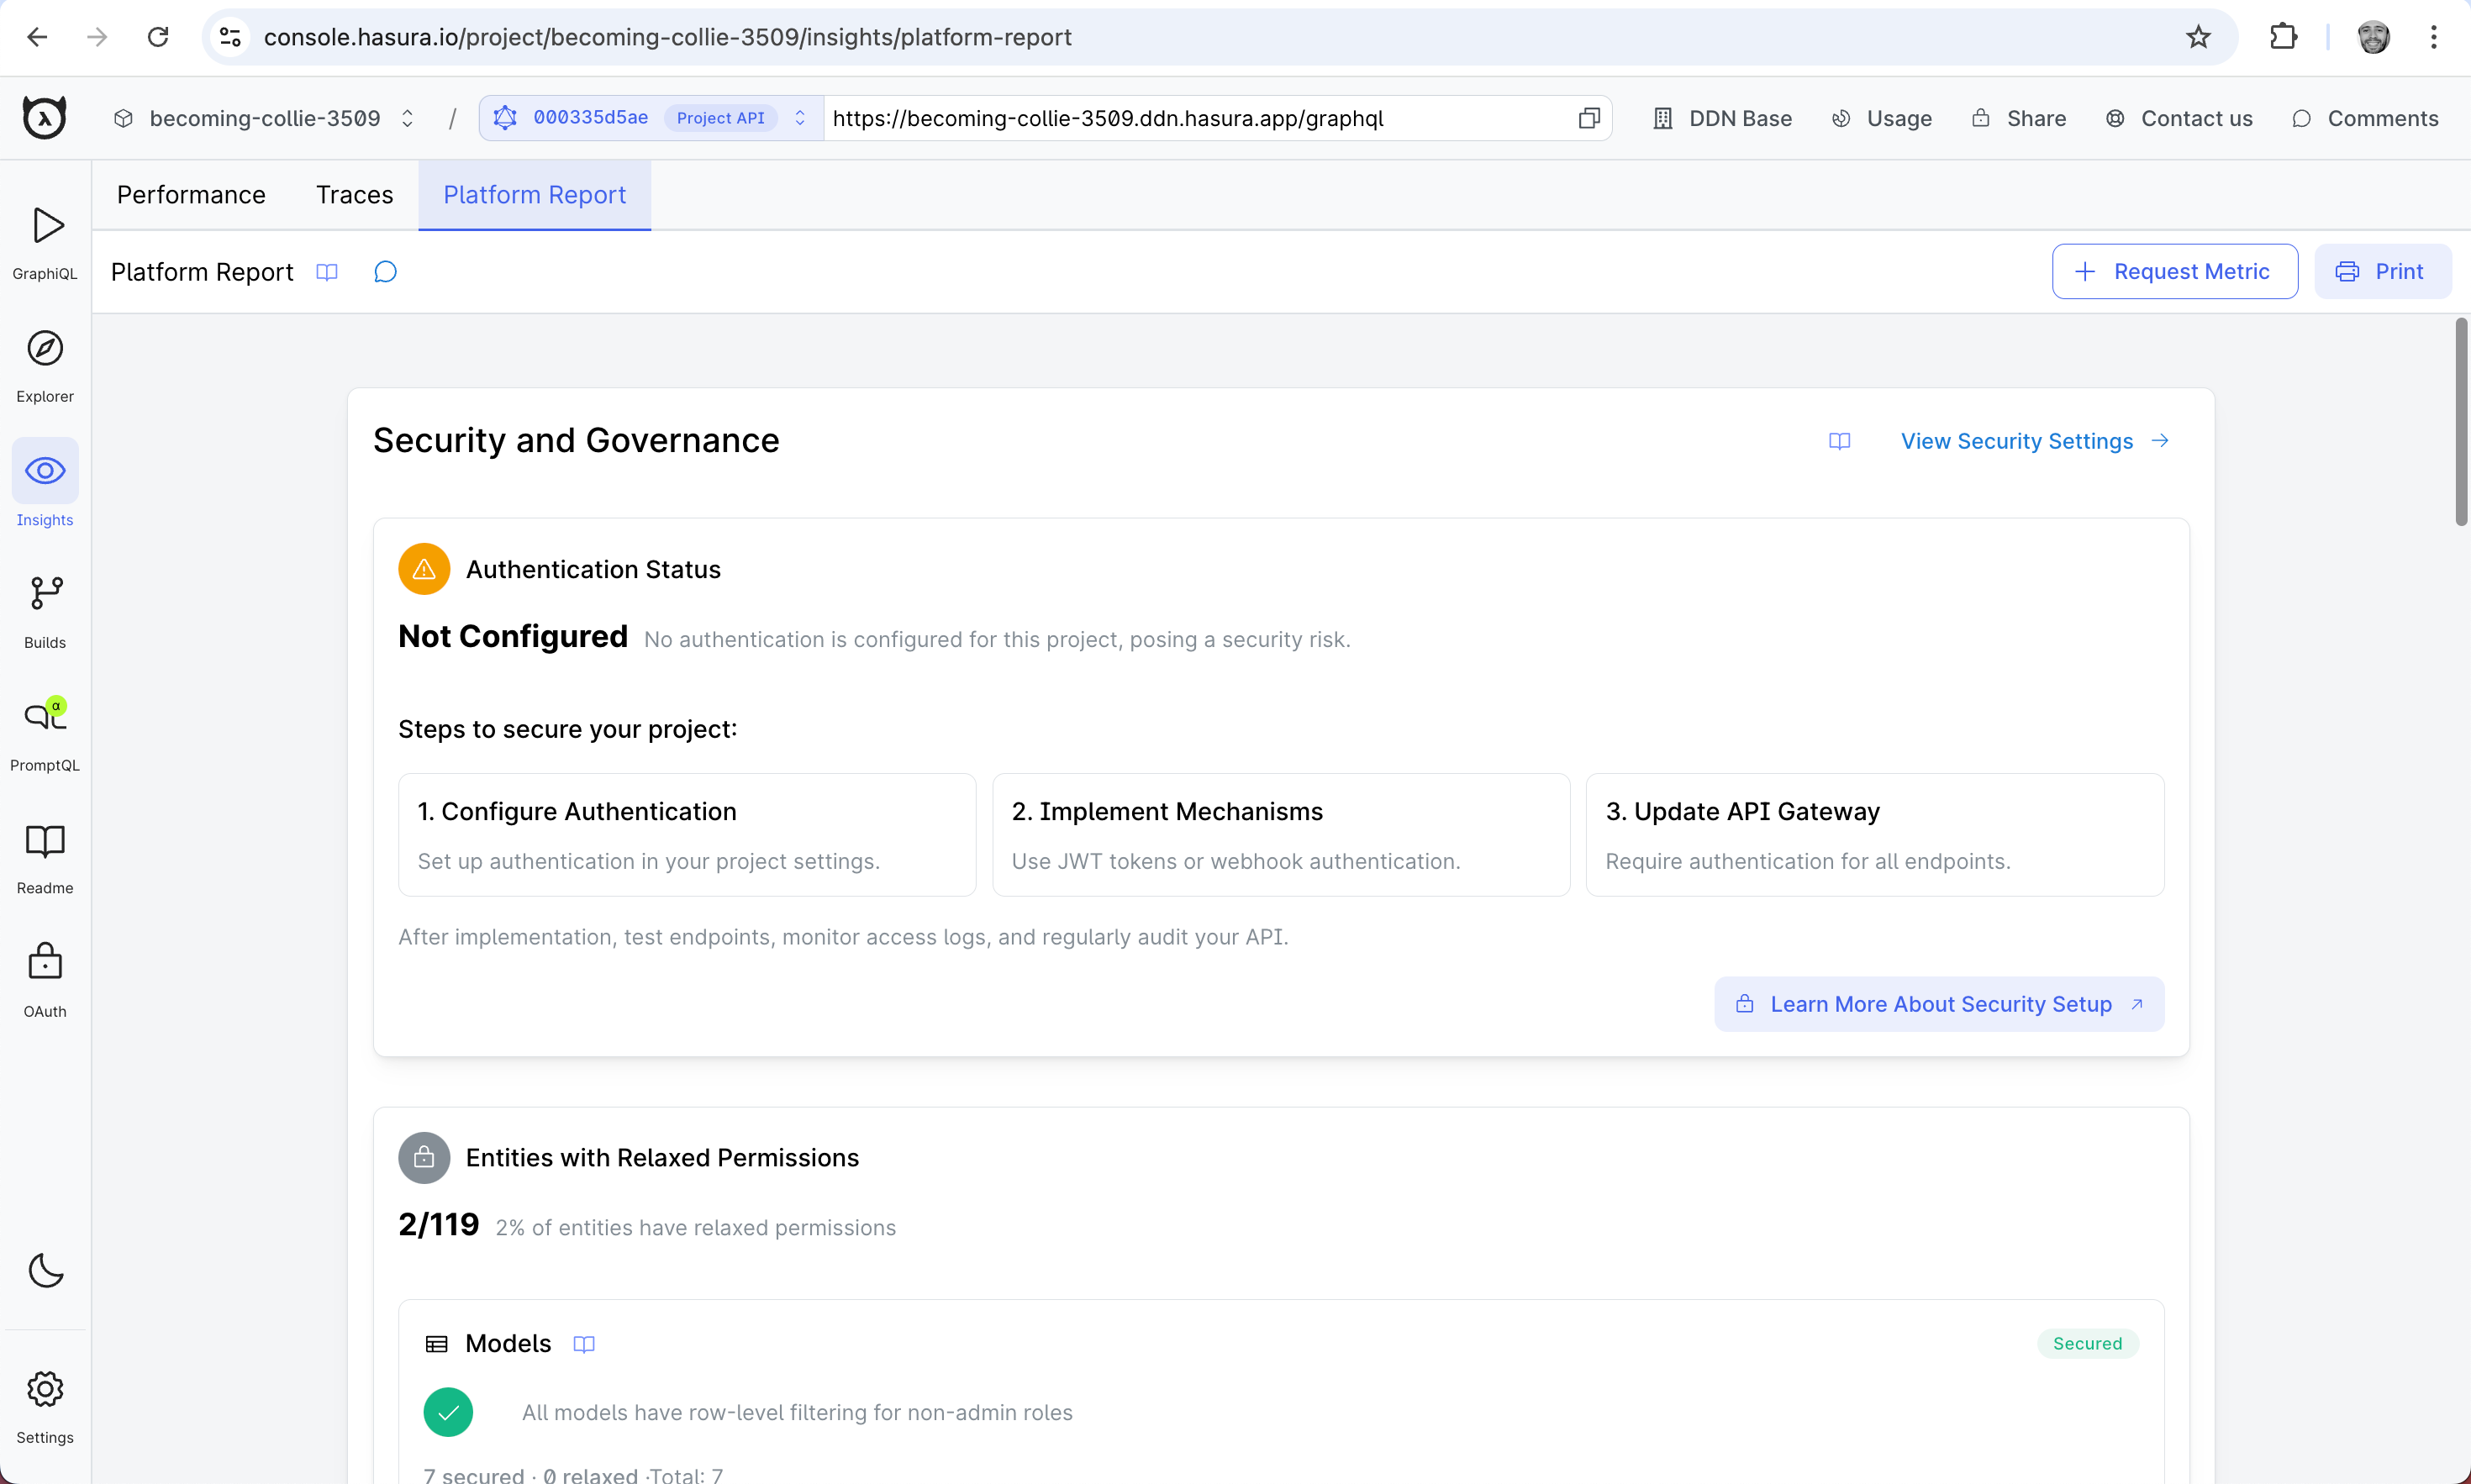 console.hasura.io/project/becoming-collie-3509/insights/platform-report
becoming-collie-3509 / 000335d5ae Project API https://becoming-collie-3509.ddn.hasura.app/graphql DDN Base Usage Share Contact us Comments
Performance Traces Platform Report
Platform Report Request Metric Print
GraphiQL
Explorer
Insights
Builds
α
PromptQL
Readme
OAuth
Settings
Security and Governance View Security Settings
Authentication Status
Not Configured No authentication is configured for this project, posing a security risk.
Steps to secure your project:
1. Configure Authentication
Set up authentication in your project settings.
2. Implement Mechanisms
Use JWT tokens or webhook authentication.
3. Update API Gateway
Require authentication for all endpoints.
After implementation, test endpoints, monitor access logs, and regularly audit your API.
Learn More About Security Setup
Entities with Relaxed Permissions
2/119 2% of entities have relaxed permissions
Models Secured
All models have row-level filtering for non-admin roles
7 secured · 0 relaxed ·Total: 7